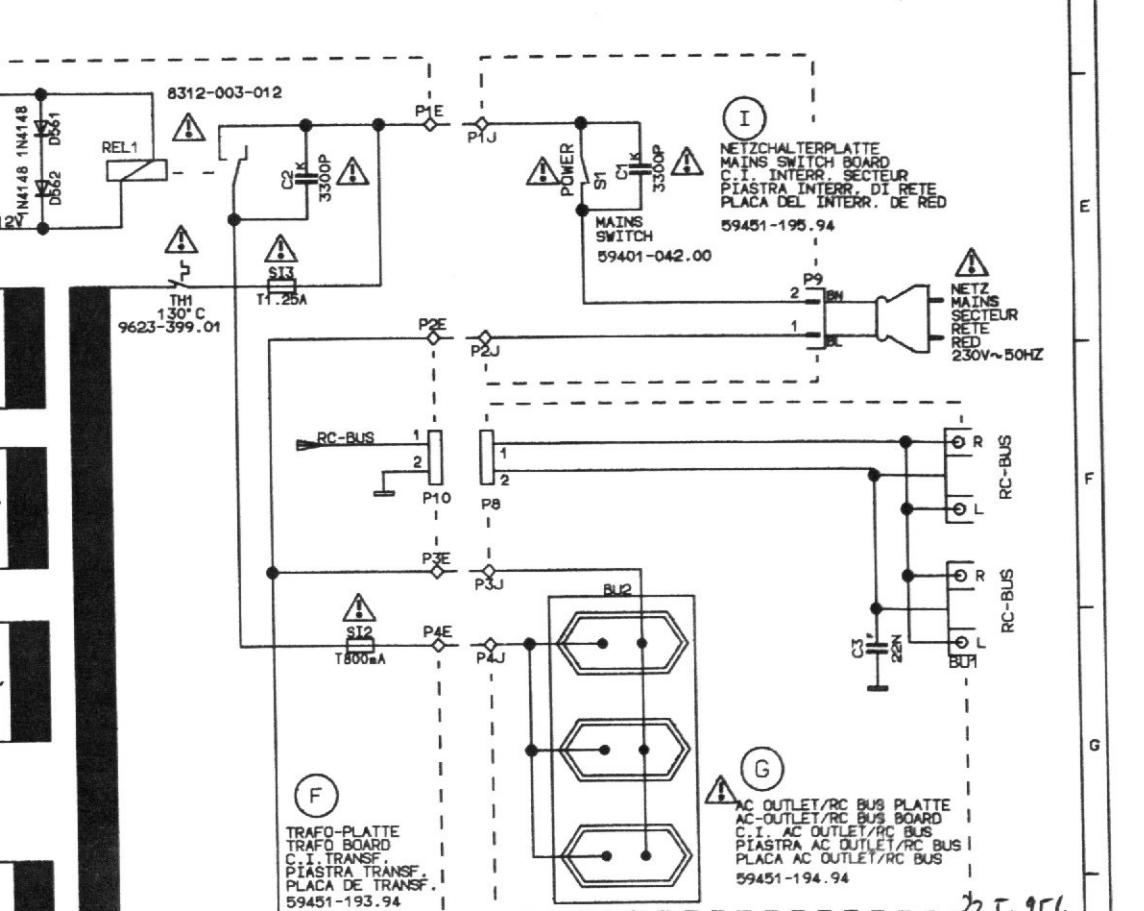 8312-003-012
1N4148 1N4148
D561
D562
REL1
12V
C2
K
3300P
P1E
P1J
POWER
S1
C1
K
3300P
I
NETZCHALTERPLATTE
MAINS SWITCH BOARD
C.I. INTERR. SECTEUR
PIASTRA INTERR. DI RETE
PLACA DEL INTERR. DE RED
59451-195.94
E
MAINS
SWITCH
59401-042.00
TH1
130°C
9623-399.01
SI3
T1.25A
P9
2
BN
1
BL
NETZ
MAINS
SECTEUR
RETE
RED
230V~50HZ
P2E
P2J
RC-BUS
1
2
P10
1
2
P8
R
RC-BUS
L
F
P3E
P3J
BU2
R
RC-BUS
L
BU1
SI2
T800mA
P4E
P4J
C3
22N
G
F
TRAFO-PLATTE
TRAFO BOARD
C.I.TRANSF.
PIASTRA TRANSF.
PLACA DE TRANSF.
59451-193.94
G
AC OUTLET/RC BUS PLATTE
AC-OUTLET/RC BUS BOARD
C.I. AC OUTLET/RC BUS
PIASTRA AC OUTLET/RC BUS
PLACA AC OUTLET/RC BUS
59451-194.94